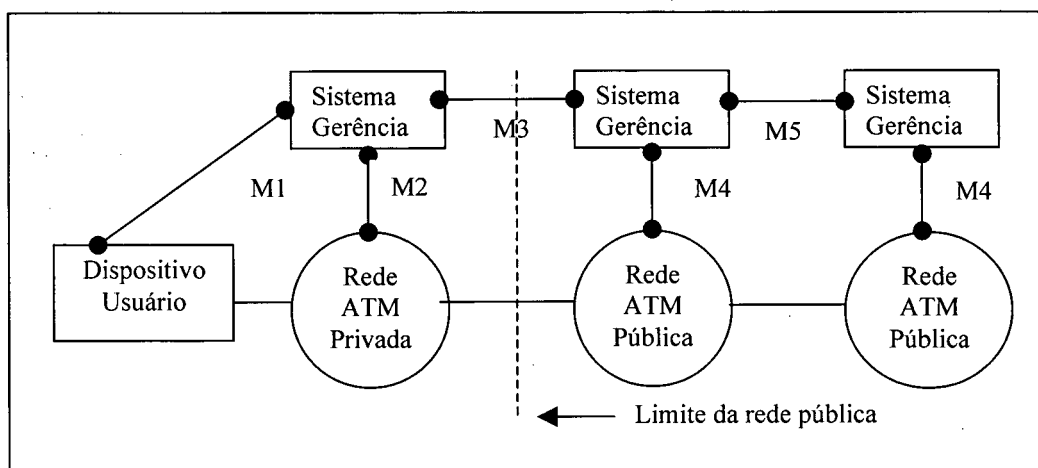 Sistema
Gerência
Sistema
Gerência
Sistema
Gerência
M3
M5
M1
M2
M4
M4
Dispositivo
Usuário
Rede
ATM
Privada
Rede
ATM
Pública
Rede
ATM
Pública
Limite da rede pública